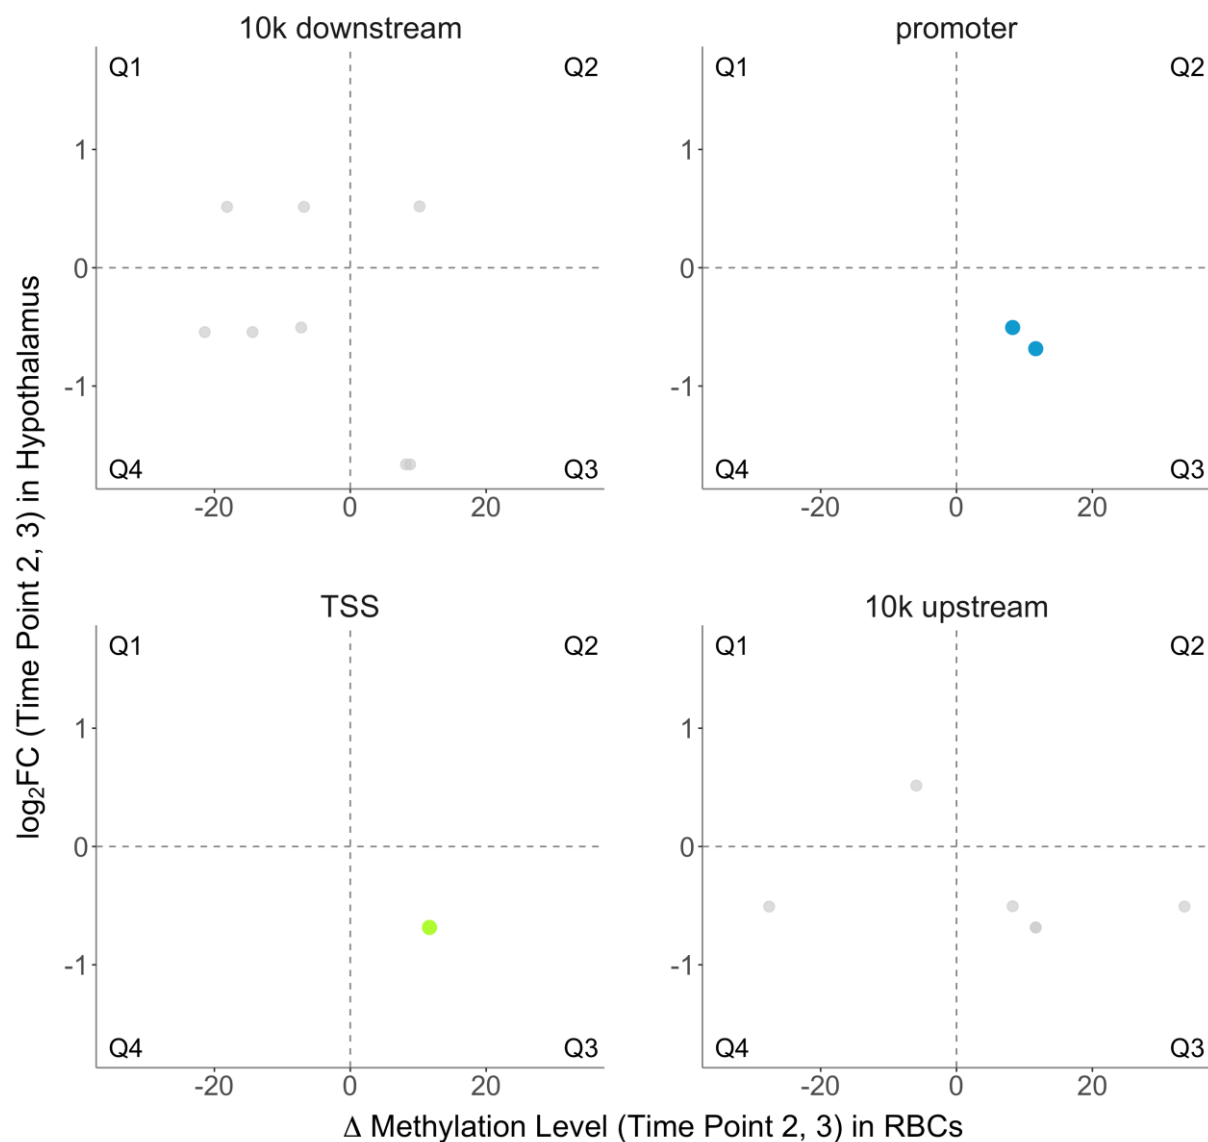 10k downstream
promoter
Q1
Q2
Q1
Q2
1
0
-1
1
0
-1
Q4
Q3
Q4
Q3
-20
0
20
-20
0
20
log2FC (Time Point 2, 3) in Hypothalamus
TSS
10k upstream
Q1
Q2
Q1
Q2
1
0
-1
1
0
-1
Q4
Q3
Q4
Q3
-20
0
20
-20
0
20
Δ Methylation Level (Time Point 2, 3) in RBCs